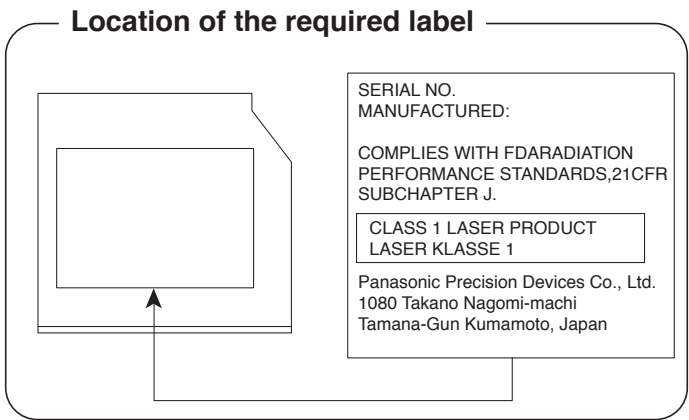 Location of the required label
SERIAL NO.
MANUFACTURED:
COMPLIES WITH FDARADIATION
PERFORMANCE STANDARDS,21CFR
SUBCHAPTER J.
CLASS 1 LASER PRODUCT
LASER KLASSE 1
Panasonic Precision Devices Co., Ltd.
1080 Takano Nagomi-machi
Tamana-Gun Kumamoto, Japan